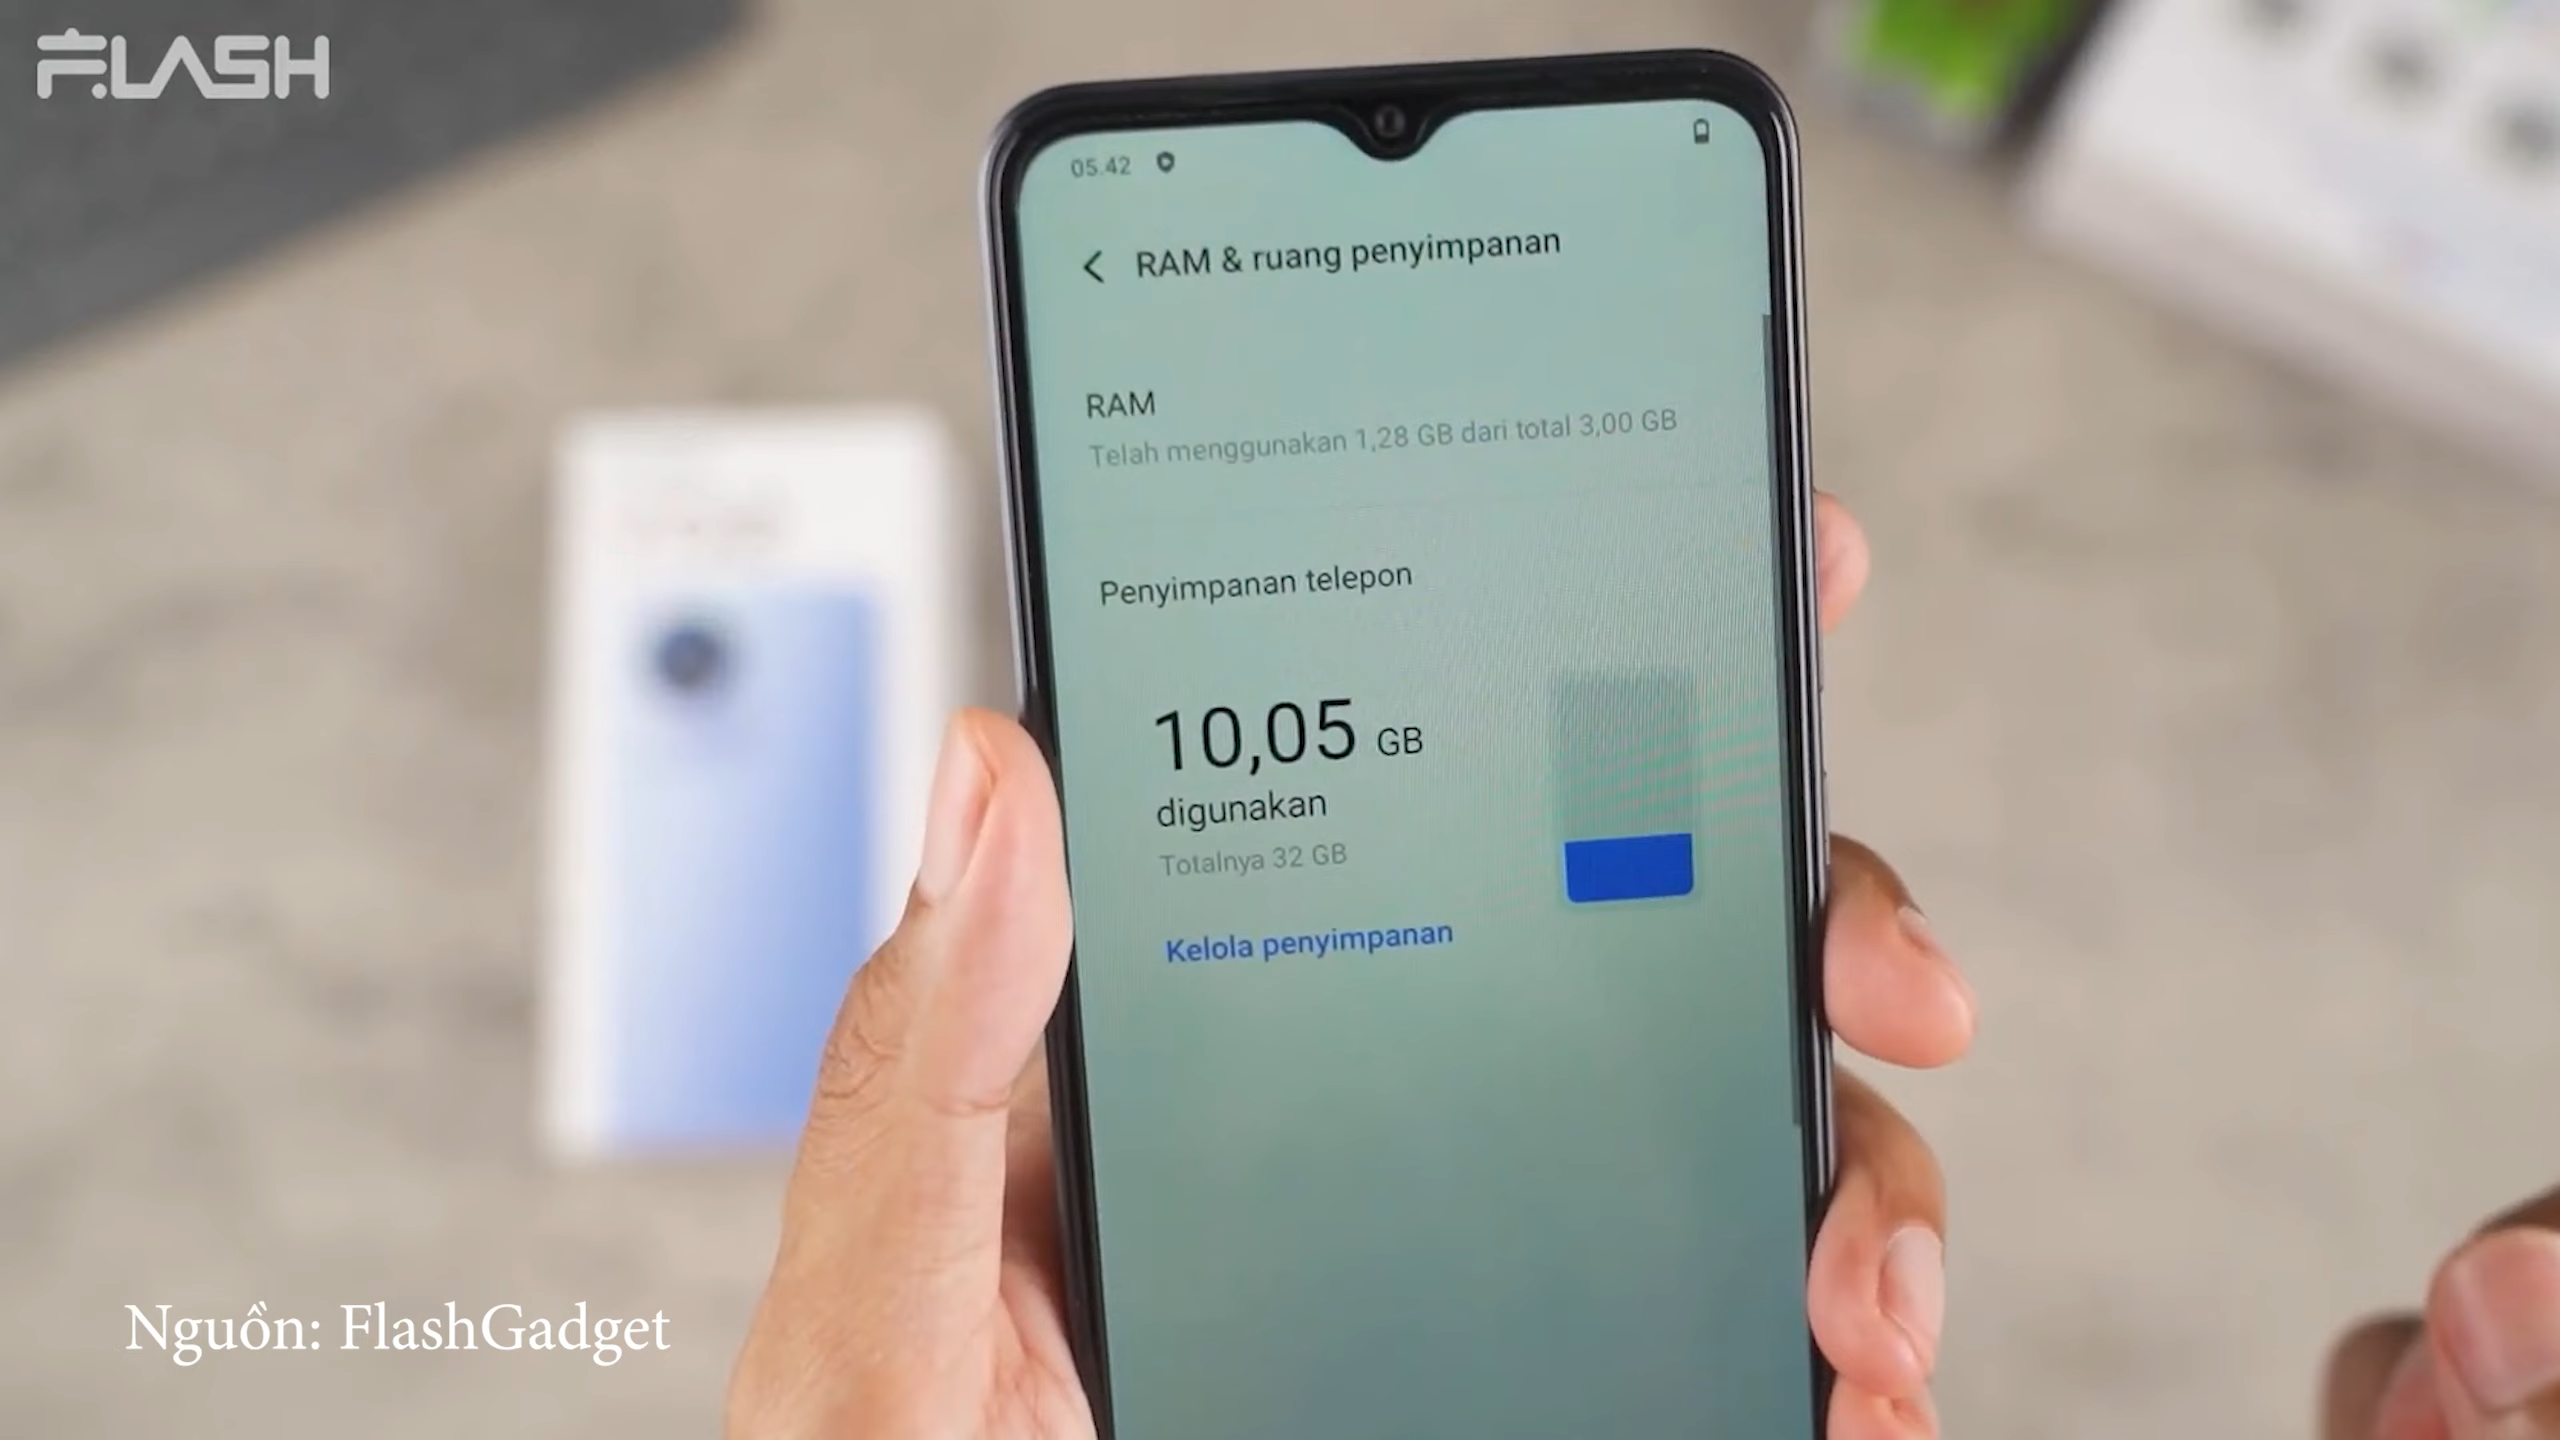 FLASH
05.42
RAM & ruang penyimpanan
RAM
Telah menggunakan 1,28 GB dari total 3,00 GB
Penyimpanan telepon
10,05 GB
digunakan
Totalnya 32 GB
Kelola penyimpanan
Nguồn: FlashGadget